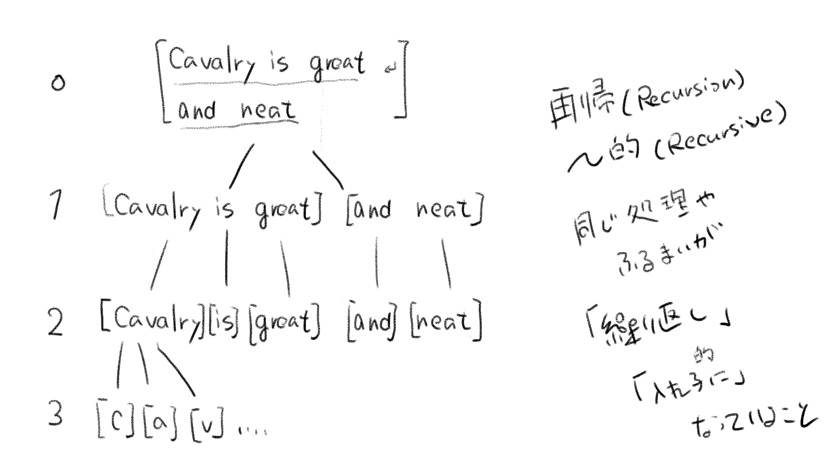 0 [Cavalry is great ↵
and neat]
1 [Cavalry is great] [and neat]
2 [Cavalry][is][great] [and] [neat]
3 [C][a][v] ....
再帰(Recursion)
〜的(Recursive)
同じ処理や
ふるまいが
「繰り返し」
的
「入れ子に」
なっていること